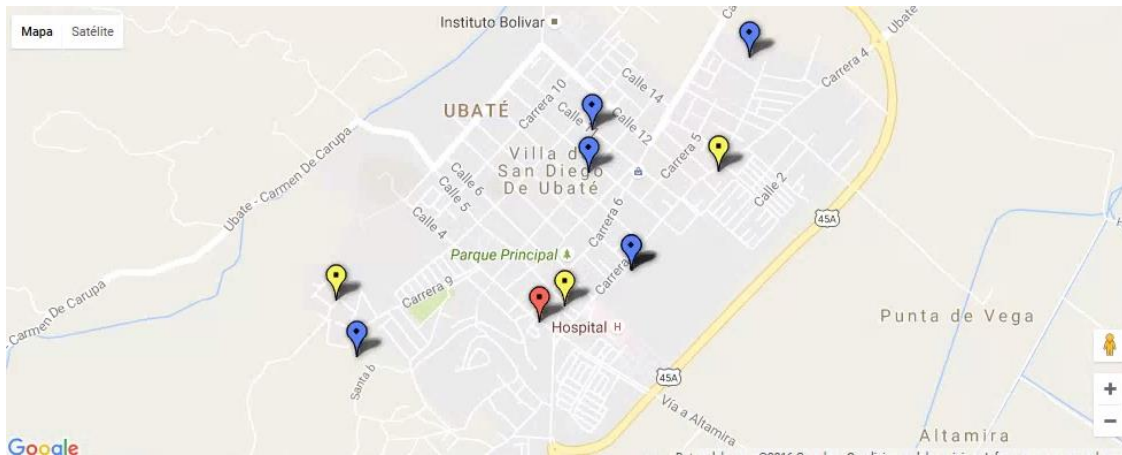 Mapa
Satélite
Instituto Bolivar
Ubate
Carrera 4
Calle 14
Carrera 10
UBATÉ
Calle 12
Carrera 5
Villa de
San Diego
De Ubaté
Calle 6
Calle 5
Calle 2
Ubate - Carmen De Carupa
Calle 4
Carrera 6
45A
Parque Principal
Carrera
Carrera 9
- Carmen De Carupa
Hospital H
Punta de Vega
Santa b
45A
Vía a Altamira
Altamira
Google